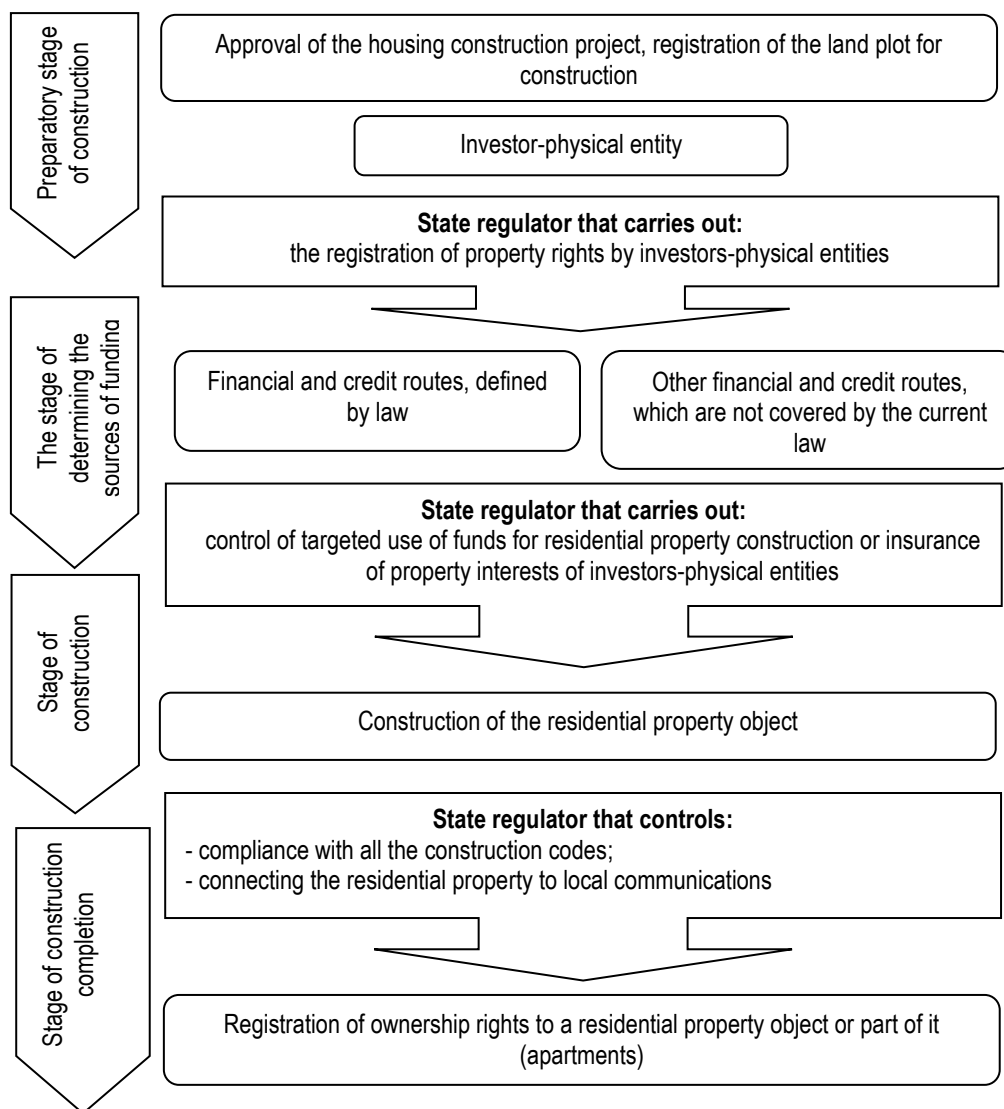 Preparatory stage
of construction
Approval of the housing construction project, registration of the land plot for
construction
Investor-physical entity
State regulator that carries out:
the registration of property rights by investors-physical entities
The stage of
determining the
sources of funding
Financial and credit routes, defined
by law
Other financial and credit routes,
which are not covered by the current
law
State regulator that carries out:
control of targeted use of funds for residential property construction or insurance
of property interests of investors-physical entities
Stage of
construction
Construction of the residential property object
State regulator that controls:
- compliance with all the construction codes;
- connecting the residential property to local communications
Stage of construction
completion
Registration of ownership rights to a residential property object or part of it
(apartments)